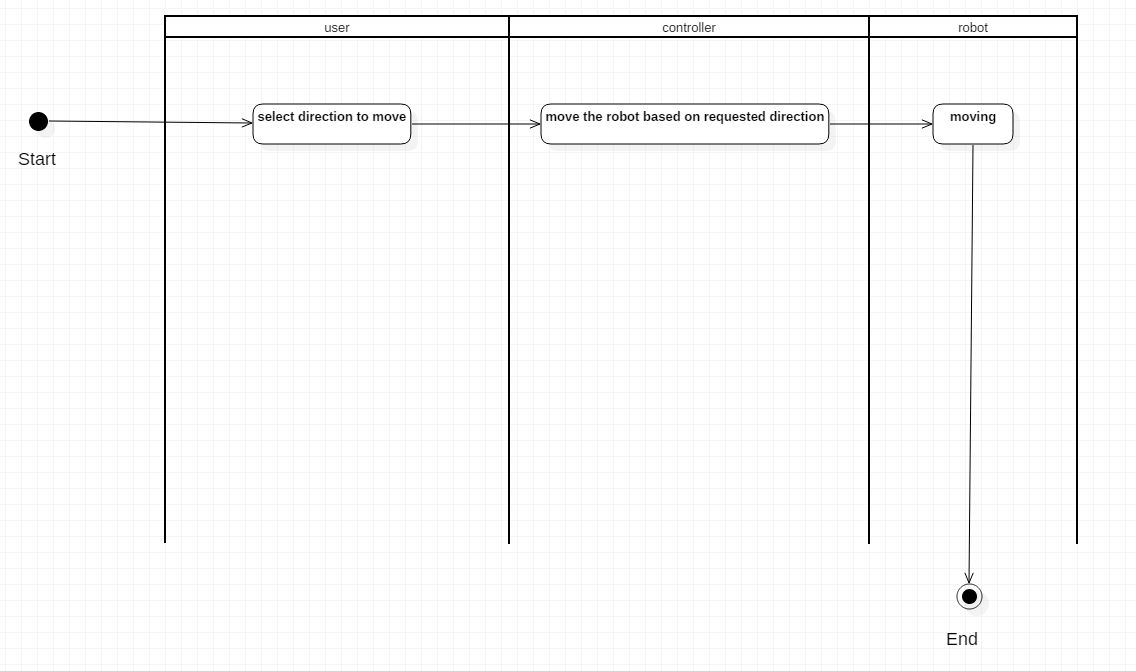 user
controller
robot
select direction to move
move the robot based on requested direction
moving
Start
End